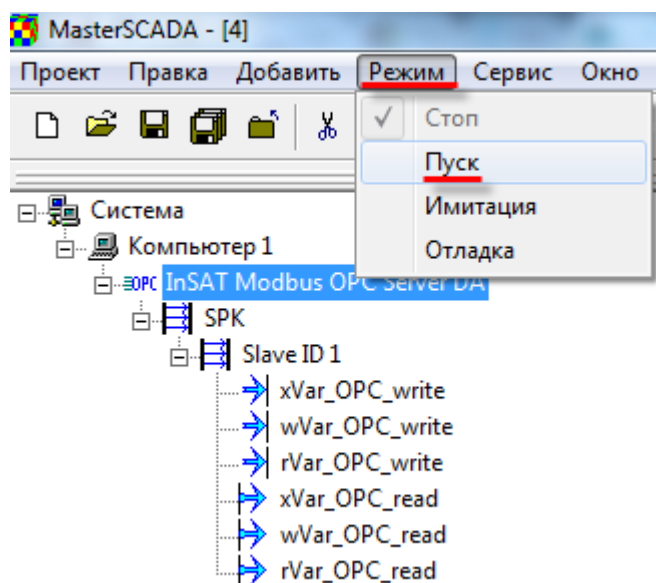 MasterSCADA - [4]
Проект Правка Добавить Режим Сервис Окно
Стоп
Пуск
Имитация
Отладка
Система
Компьютер 1
OPC InSAT Modbus OPC Server DA
SPK
Slave ID 1
xVar_OPC_write
wVar_OPC_write
rVar_OPC_write
xVar_OPC_read
wVar_OPC_read
rVar_OPC_read